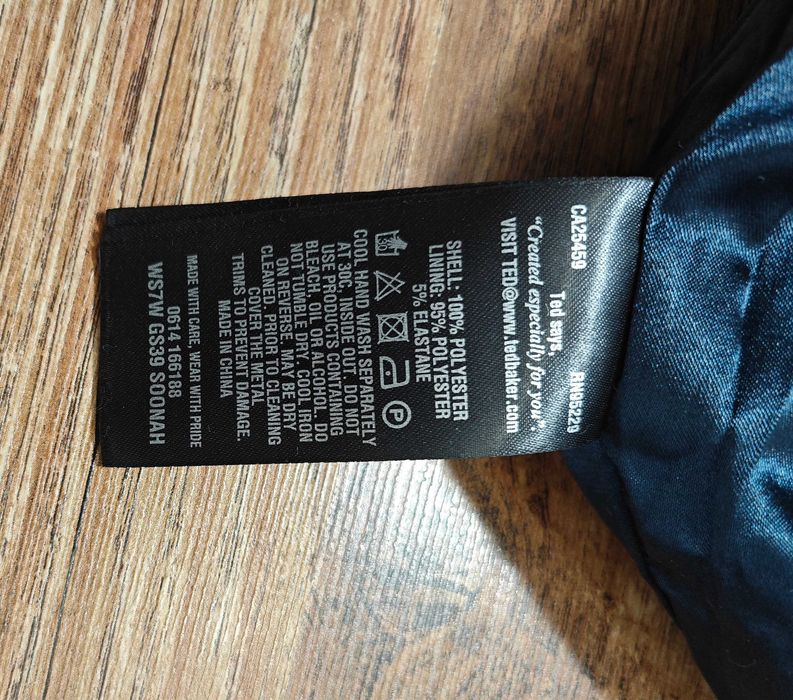 CA25459 RN93229
Ted says,
“Created especially for you”.
VISIT TED@www.tedbaker.com
SHELL: 100% POLYESTER
LINING: 95% POLYESTER
5% ELASTANE
30 P
COOL HAND WASH SEPARATELY
AT 30C, INSIDE OUT. DO NOT
USE PRODUCTS CONTAINING
BLEACH, OIL OR ALCOHOL. DO
NOT TUMBLE DRY. COOL IRON
ON REVERSE. MAY BE DRY
CLEANED. PRIOR TO CLEANING
COVER THE METAL
TRIMS TO PREVENT DAMAGE.
MADE IN CHINA
MADE WITH CARE, WEAR WITH PRIDE
0614 166188
WS7W GS39 SOONAH